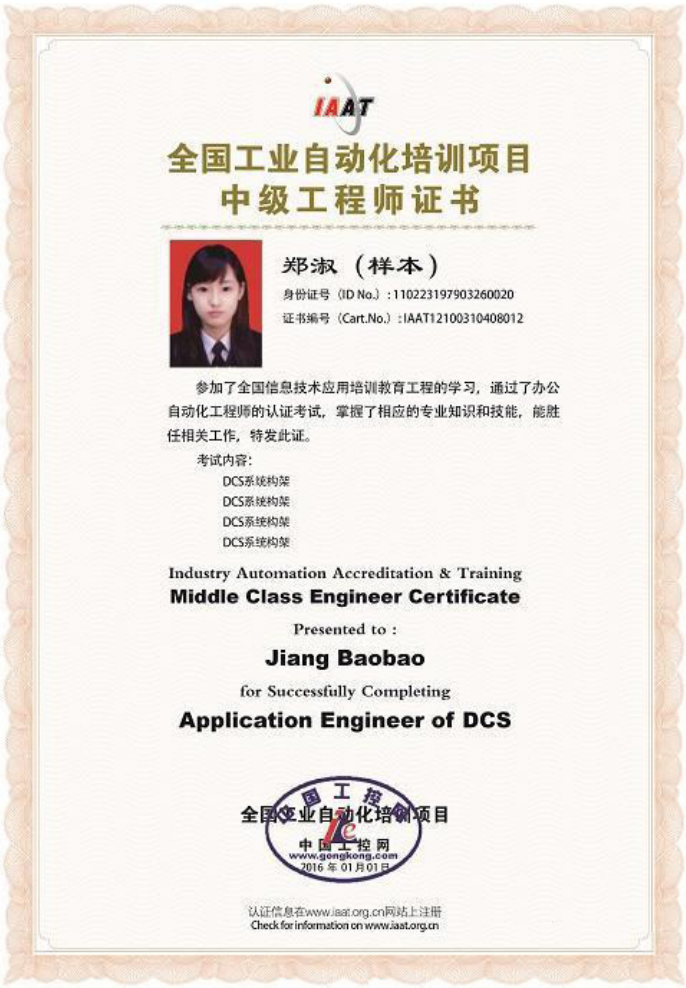 IAAT
全国工业自动化培训项目
中级工程师证书
郑淑（样本）
身份证号（ID No.）: 110223197903260020
证书编号（Cart.No.）: IAAT12100310408012
参加了全国信息技术应用培训教育工程的学习，通过了办公
自动化工程师的认证考试，掌握了相应的专业知识和技能，能胜
任相关工作，特发此证。
考试内容：
DCS系统构架
DCS系统构架
DCS系统构架
DCS系统构架
Industry Automation Accreditation & Training
Middle Class Engineer Certificate
Presented to :
Jiang Baobao
for Successfully Completing
Application Engineer of DCS
中国工控网
全国工业自动化培训项目
中国工控网
www.gongkong.com
2016 年 01月01日
认证信息在www.iaat.org.cn网站上注册
Check for information on www.iaat.org.cn